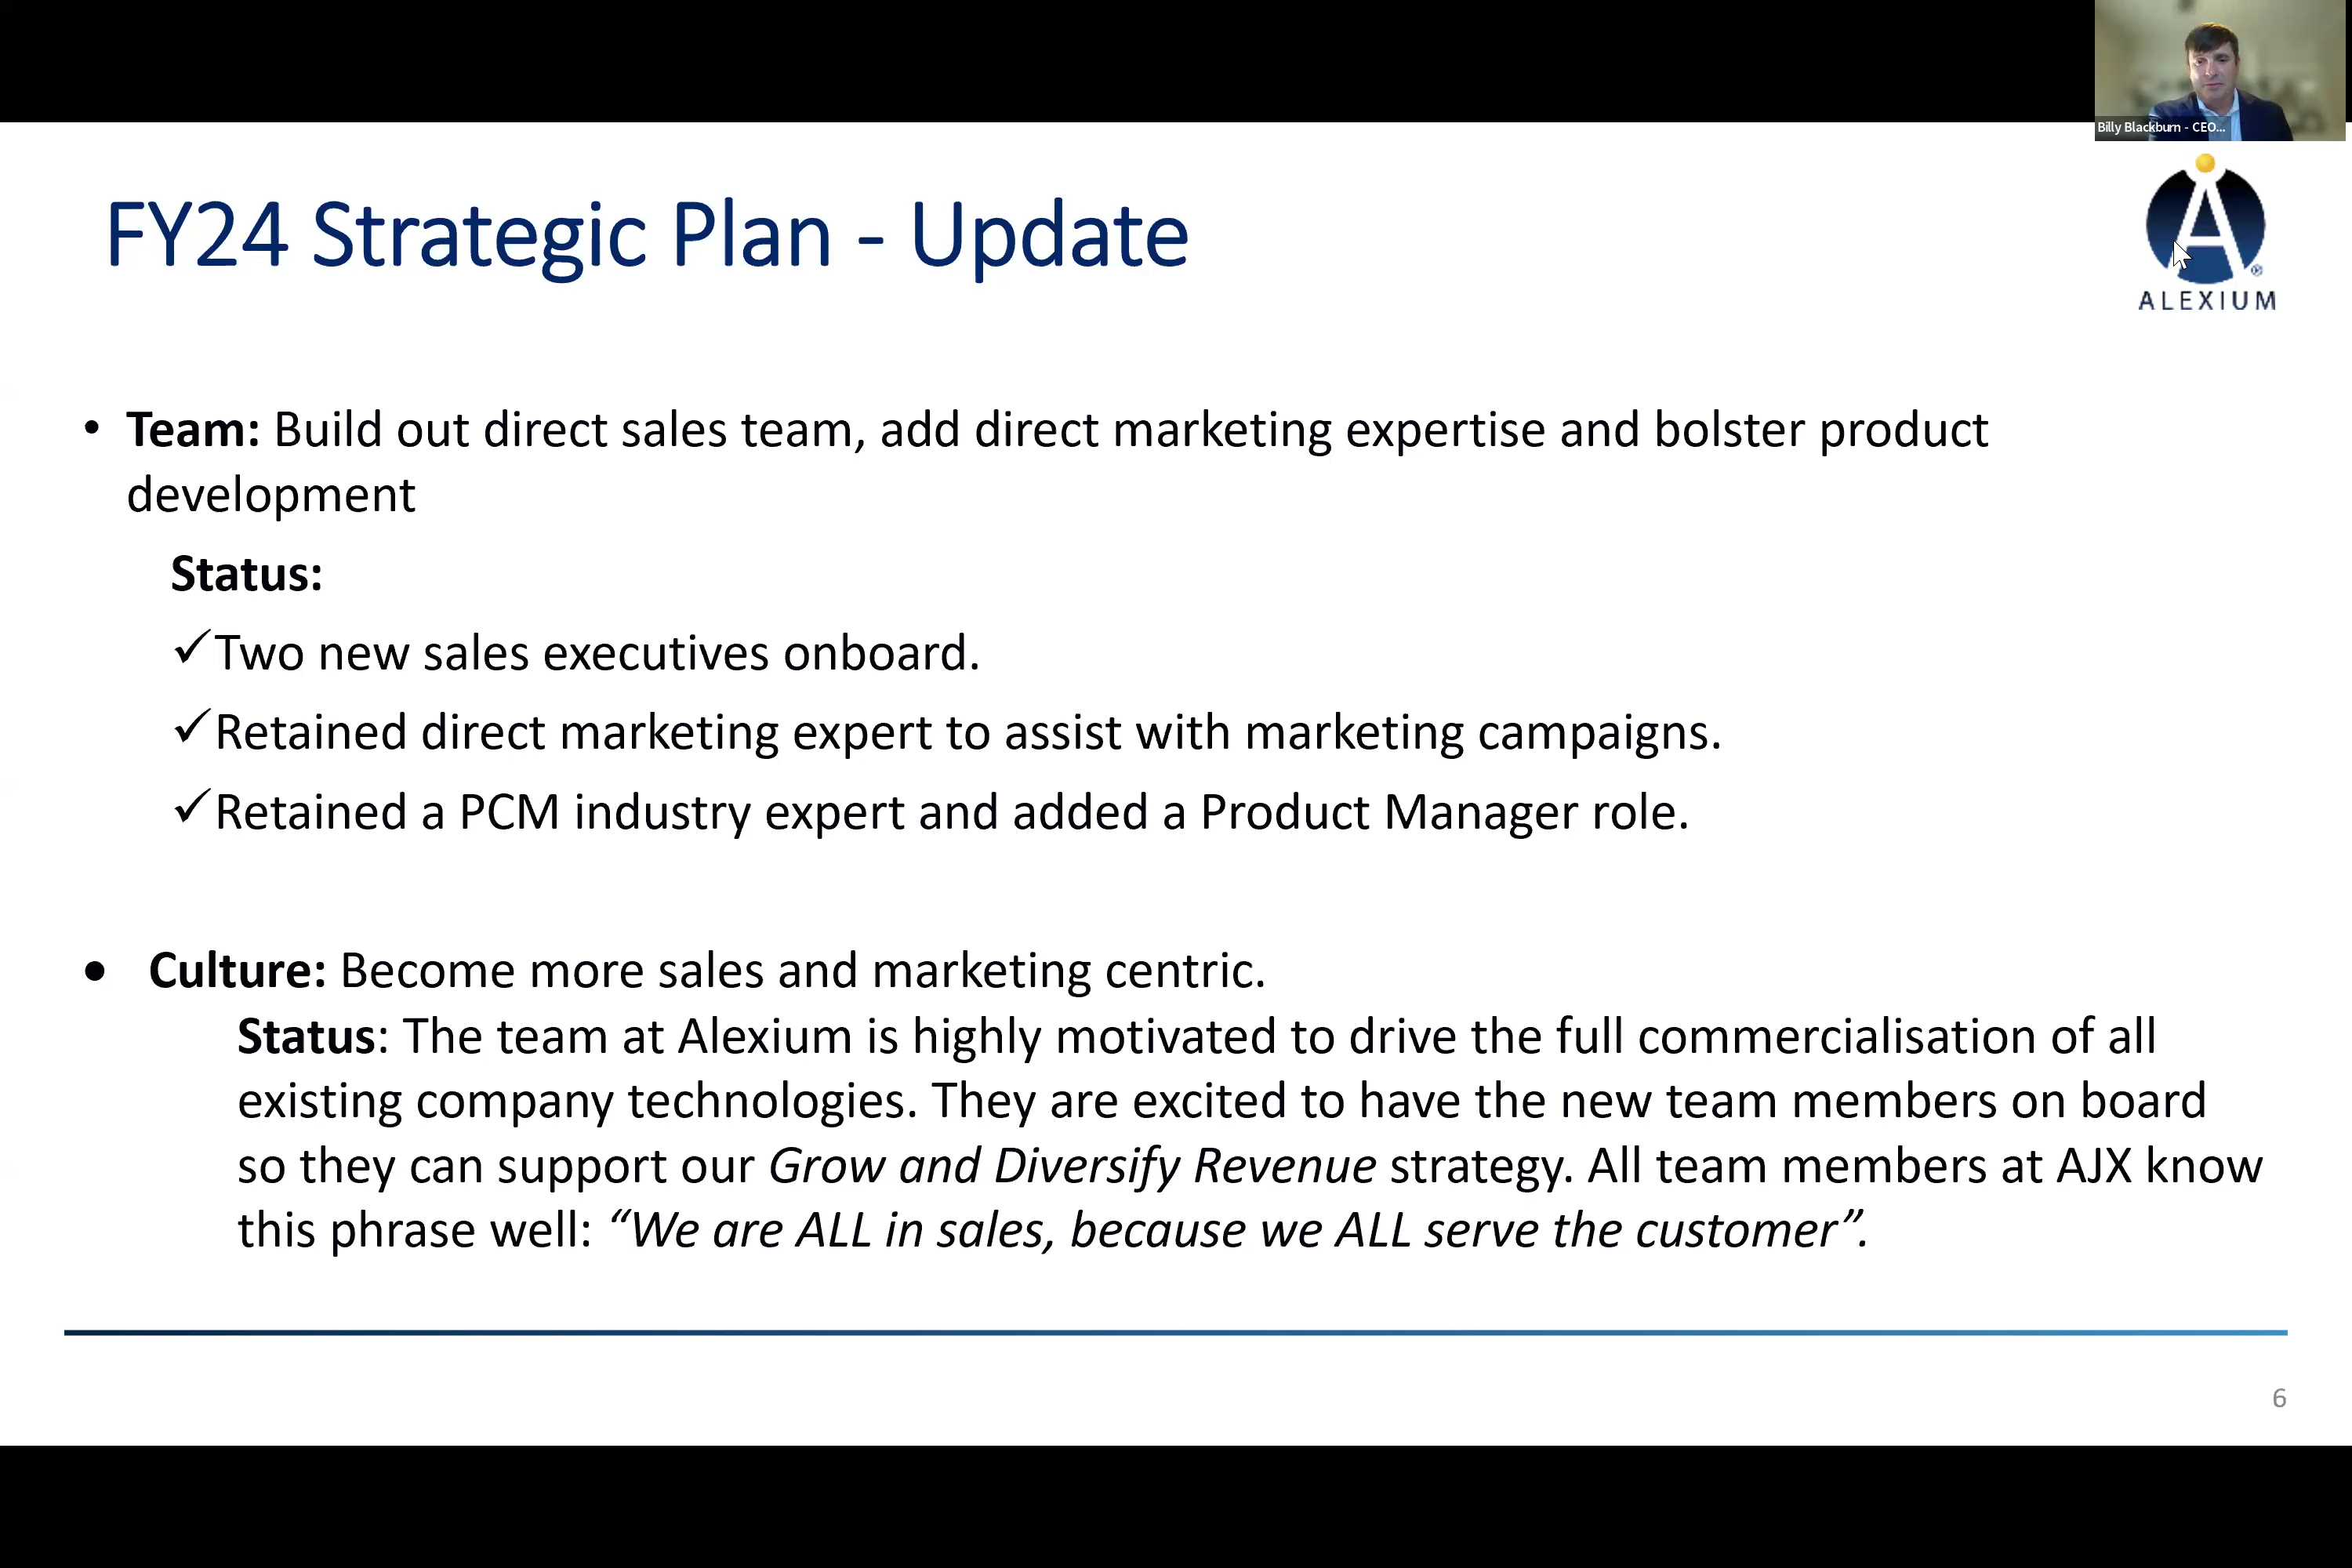 Billy Blackburn - CEO...
FY24 Strategic Plan - Update
ALEXIUM
• Team: Build out direct sales team, add direct marketing expertise and bolster product
development
Status:
✓Two new sales executives onboard.
✓Retained direct marketing expert to assist with marketing campaigns.
✓Retained a PCM industry expert and added a Product Manager role.
• Culture: Become more sales and marketing centric.
Status: The team at Alexium is highly motivated to drive the full commercialisation of all
existing company technologies. They are excited to have the new team members on board
so they can support our Grow and Diversify Revenue strategy. All team members at AJX know
this phrase well: “We are ALL in sales, because we ALL serve the customer”.
6